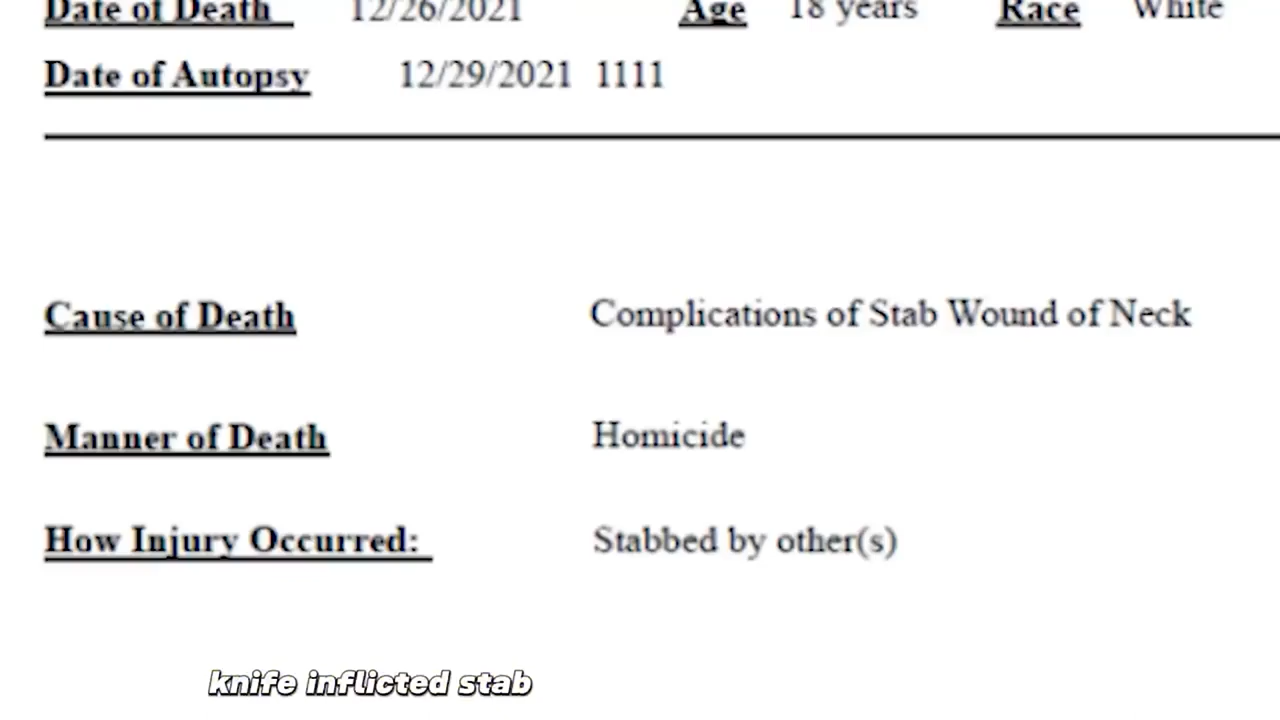 Date of Death 12/26/2021 Age 18 years Race White
Date of Autopsy 12/29/2021 1111
Cause of Death Complications of Stab Wound of Neck
Manner of Death Homicide
How Injury Occurred: Stabbed by other(s)
knife inflicted stab